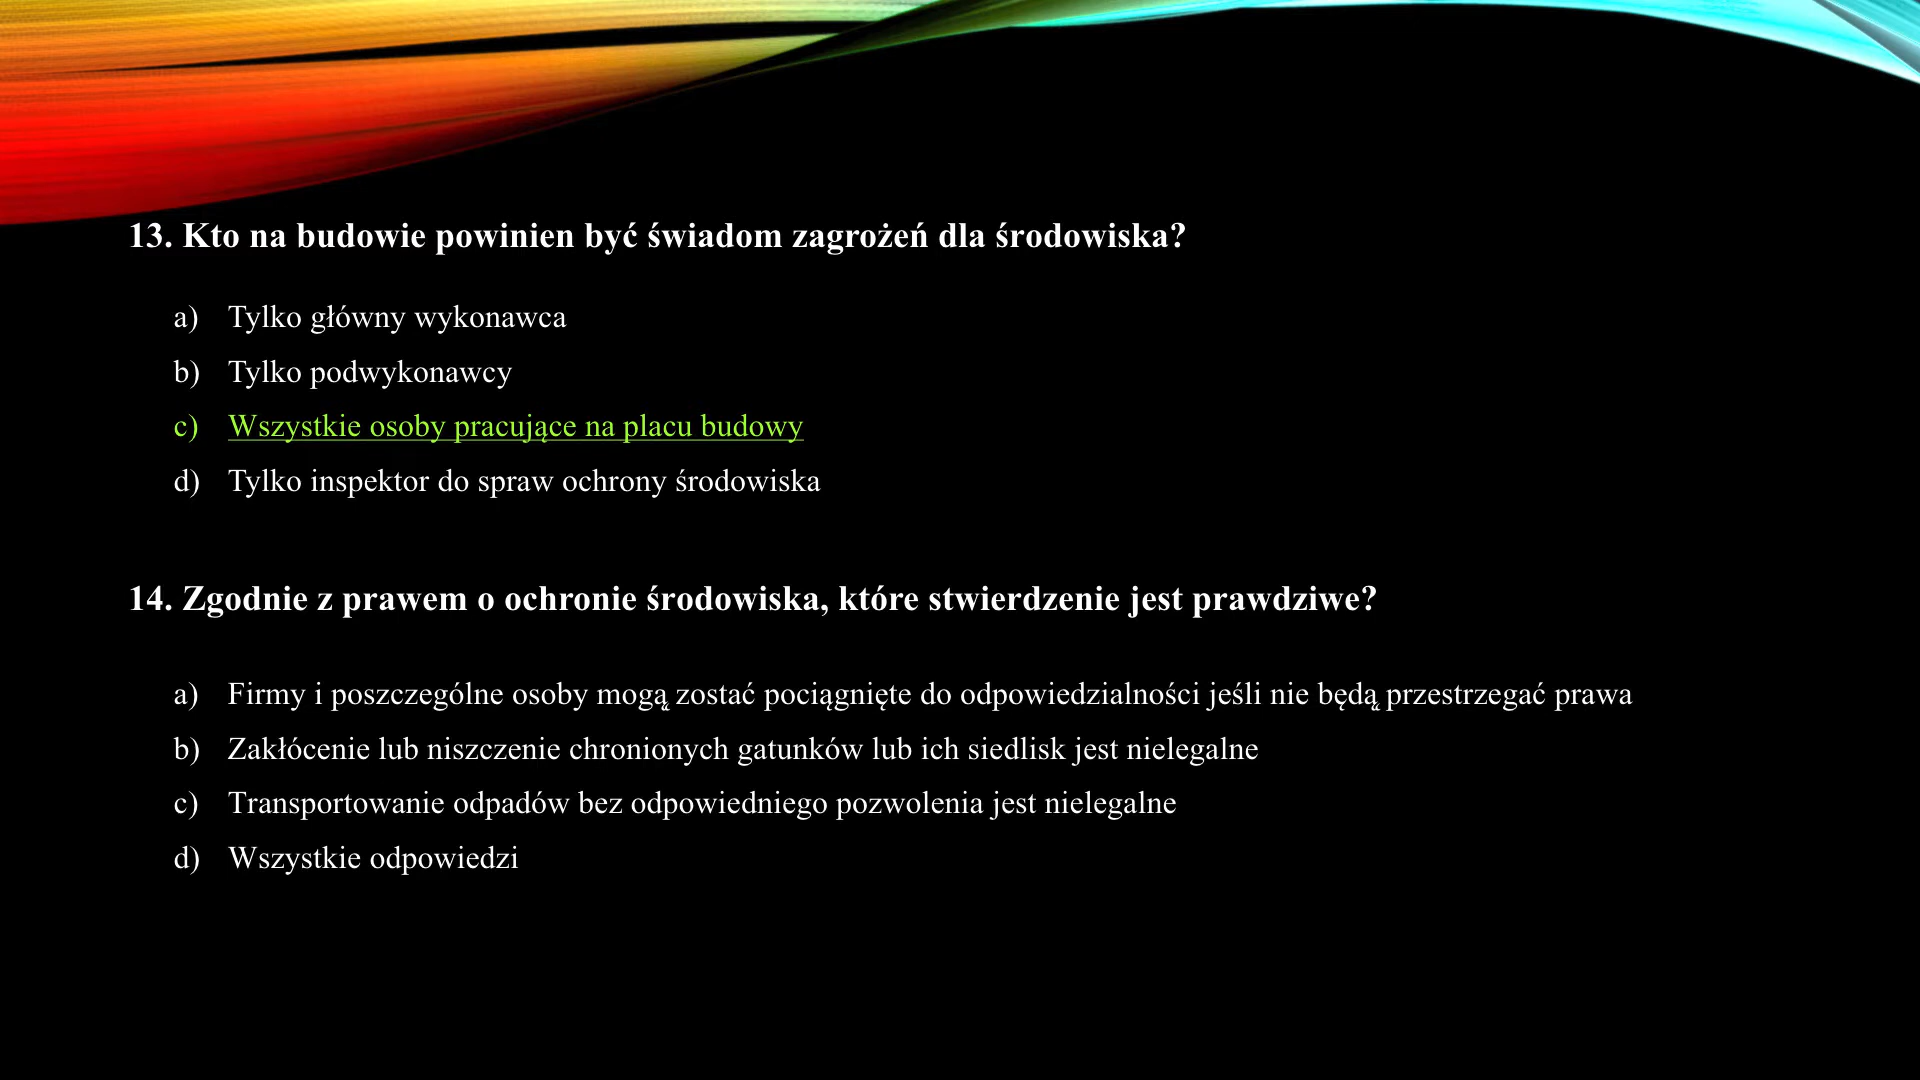 13. Kto na budowie powinien być świadom zagrożeń dla środowiska?
a) Tylko główny wykonawca
b) Tylko podwykonawcy
c) Wszystkie osoby pracujące na placu budowy
d) Tylko inspektor do spraw ochrony środowiska
14. Zgodnie z prawem o ochronie środowiska, które stwierdzenie jest prawdziwe?
a) Firmy i poszczególne osoby mogą zostać pociągnięte do odpowiedzialności jeśli nie będą przestrzegać prawa
b) Zakłócenie lub niszczenie chronionych gatunków lub ich siedlisk jest nielegalne
c) Transportowanie odpadów bez odpowiedniego pozwolenia jest nielegalne
d) Wszystkie odpowiedzi